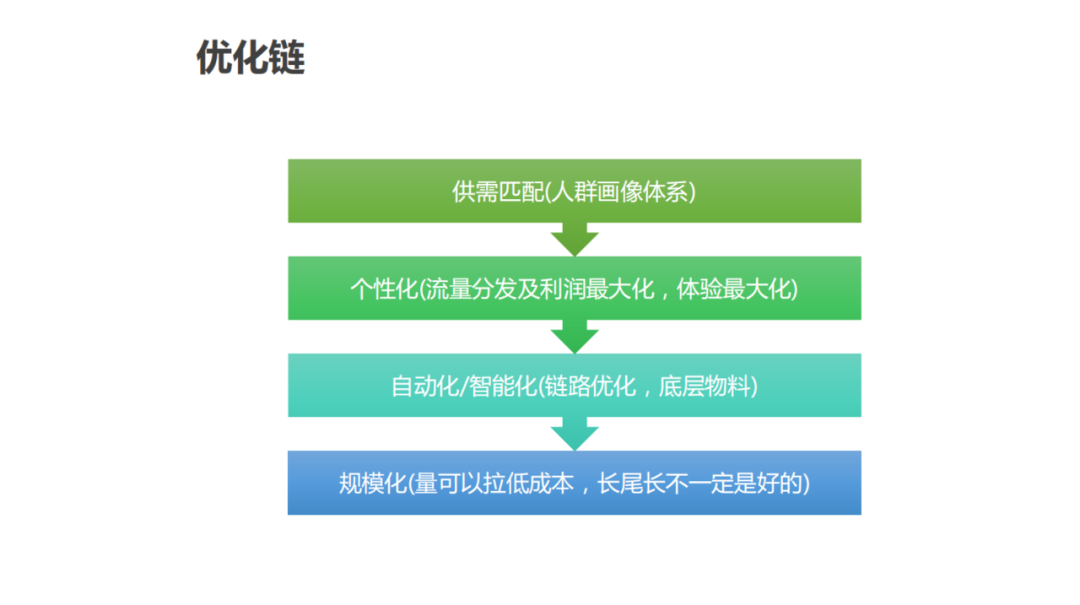 优化链
供需匹配(人群画像体系)
个性化(流量分发及利润最大化，体验最大化)
自动化/智能化(链路优化，底层物料)
规模化(量可以拉低成本，长尾长不一定是好的)